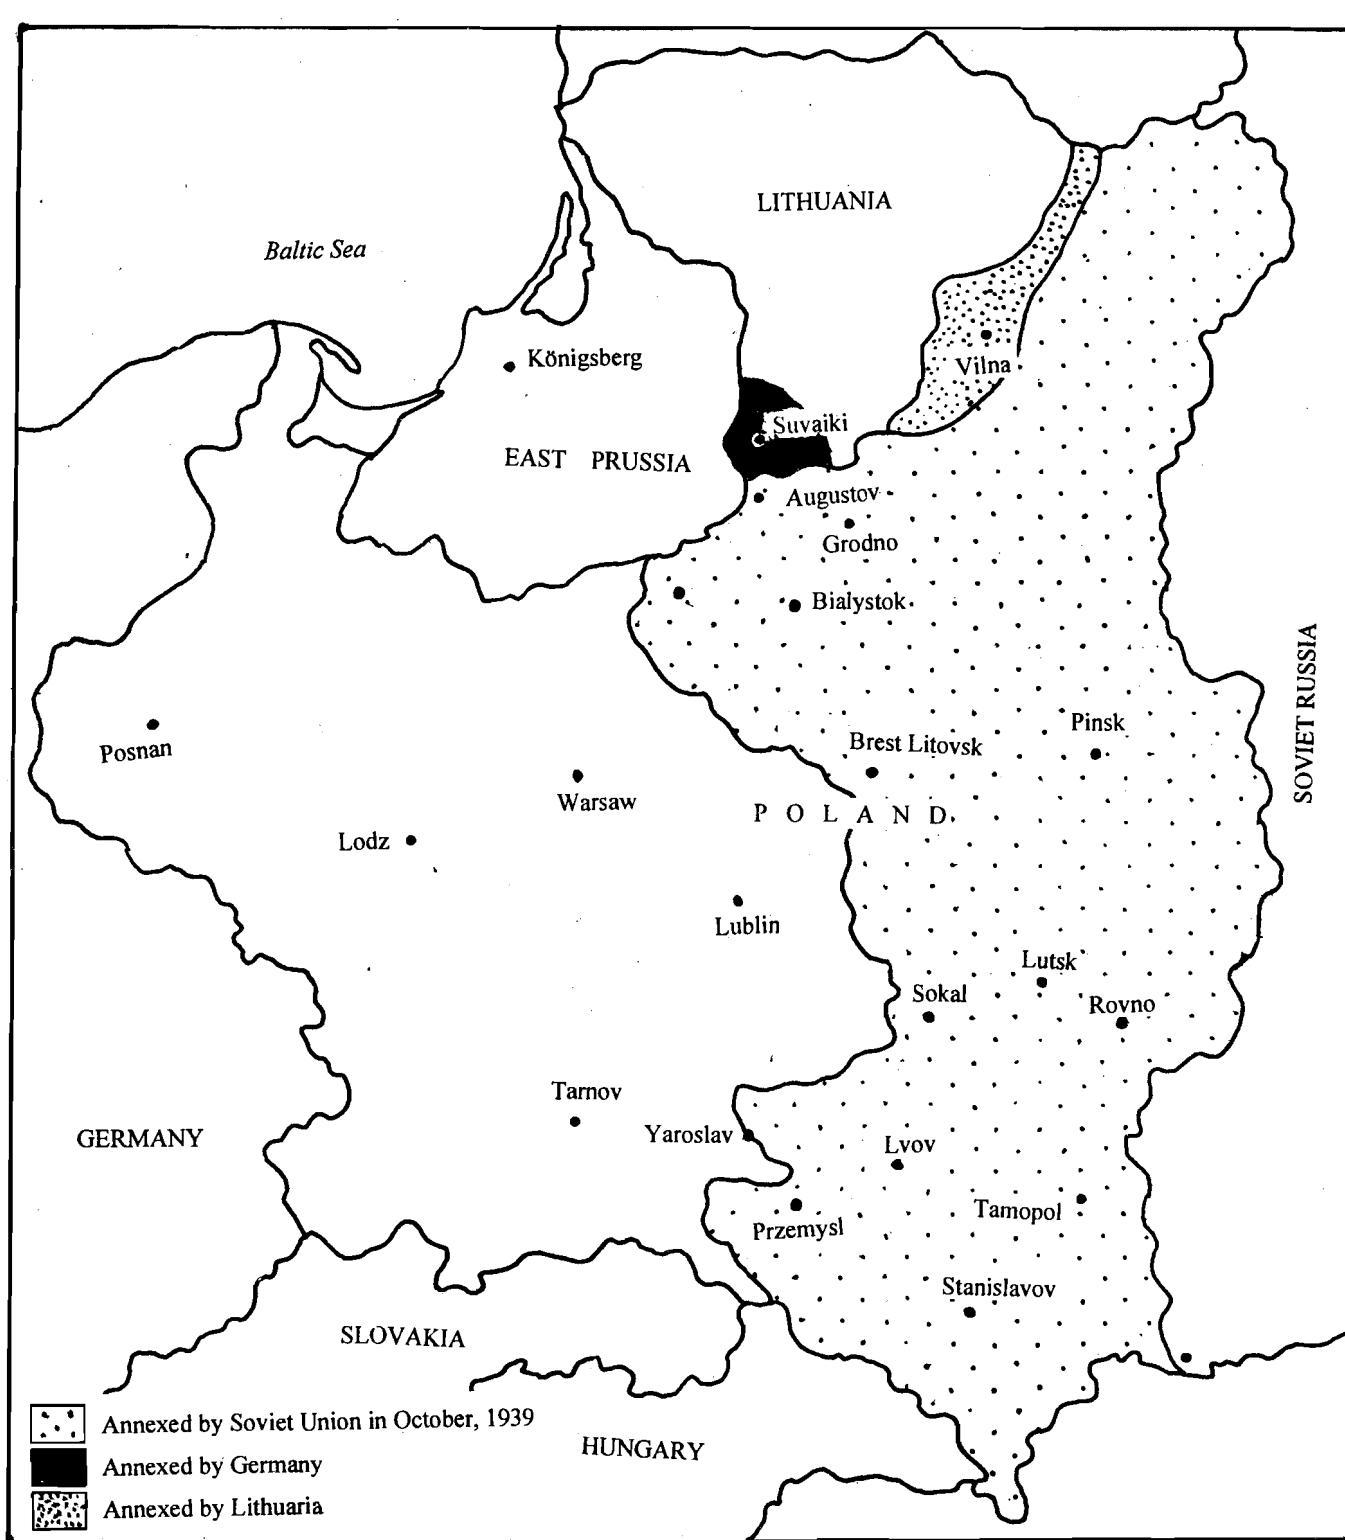 LITHUANIA
Baltic Sea
Königsberg
Vilna
Suvaiki
EAST PRUSSIA
Augustov
Grodno
Bialystok
SOVIET RUSSIA
Posnan
Pinsk
Brest Litovsk
Warsaw
POLAND
Lodz
Lublin
Lutsk
Sokal
Rovno
Tarnov
Yaroslav
GERMANY
Lvov
Tamopol
Przemysl
Stanislavov
SLOVAKIA
HUNGARY
Annexed by Soviet Union in October, 1939
Annexed by Germany
Annexed by Lithuaria